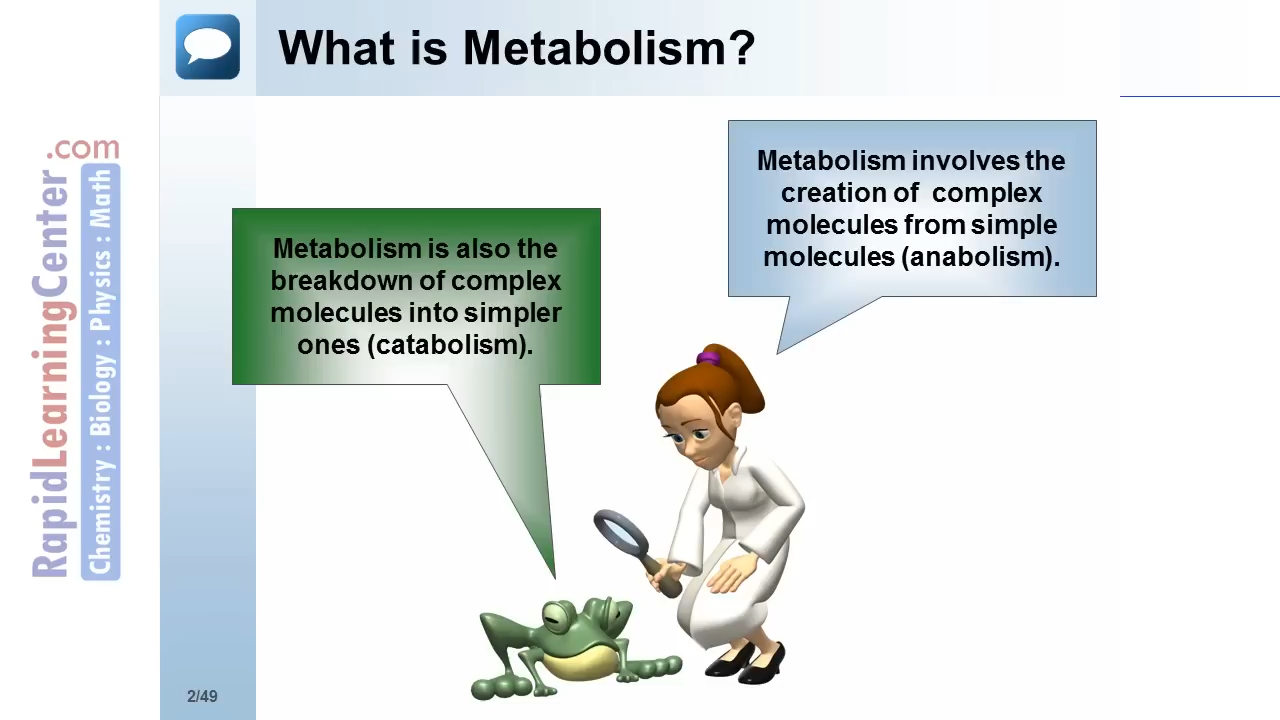 What is Metabolism?
Metabolism involves the
creation of complex
molecules from simple
molecules (anabolism).
Metabolism is also the
breakdown of complex
molecules into simpler
ones (catabolism).
RapidLearningCenter.com
Chemistry : Biology : Physics : Math
2/49